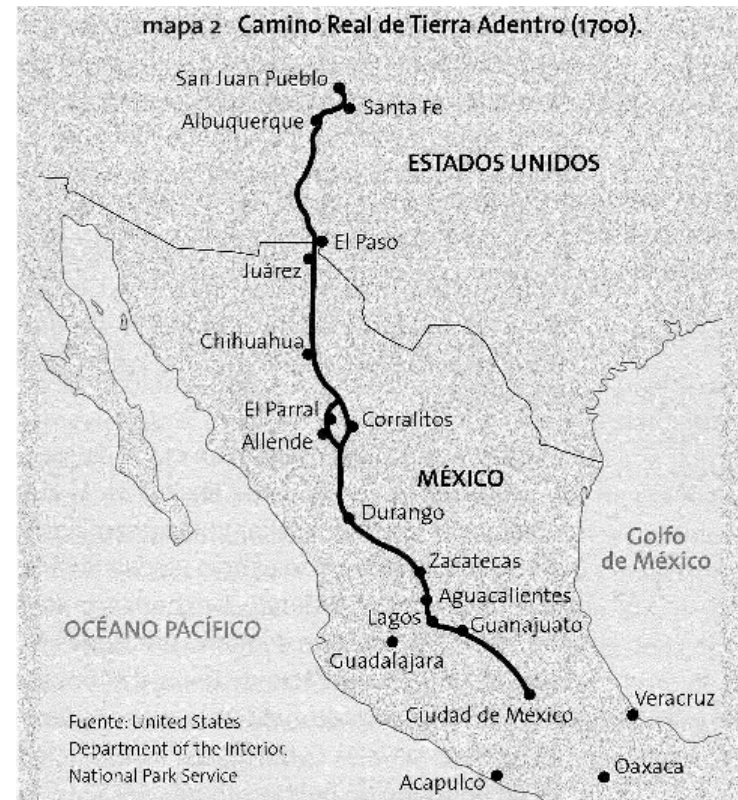 mapa 2 Camino Real de Tierra Adentro (1700).
San Juan Pueblo
Santa Fe
Albuquerque
ESTADOS UNIDOS
El Paso
Juárez
Chihuahua
El Parral
Corralitos
Allende
MÉXICO
Durango
Golfo
de México
Zacatecas
Aguacalientes
Lagos
Guanajuato
OCÉANO PACÍFICO
Guadalajara
Veracruz
Ciudad de México
Fuente: United States
Department of the Interior,
National Park Service
Oaxaca
Acapulco